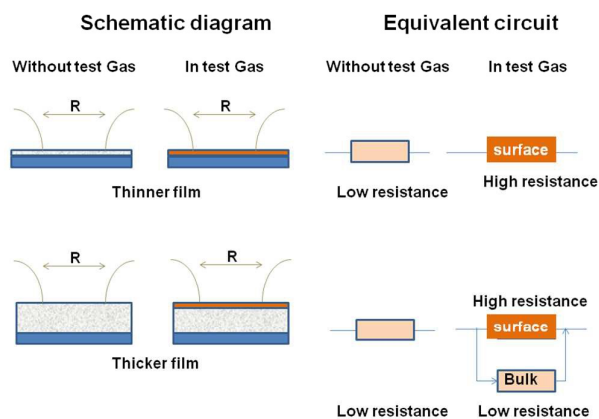 Schematic diagram
Equivalent circuit
Without test Gas
In test Gas
Without test Gas
In test Gas
R
R
surface
Low resistance
High resistance
Thinner film
R
R
High resistance
surface
Bulk
Thicker film
Low resistance
Low resistance